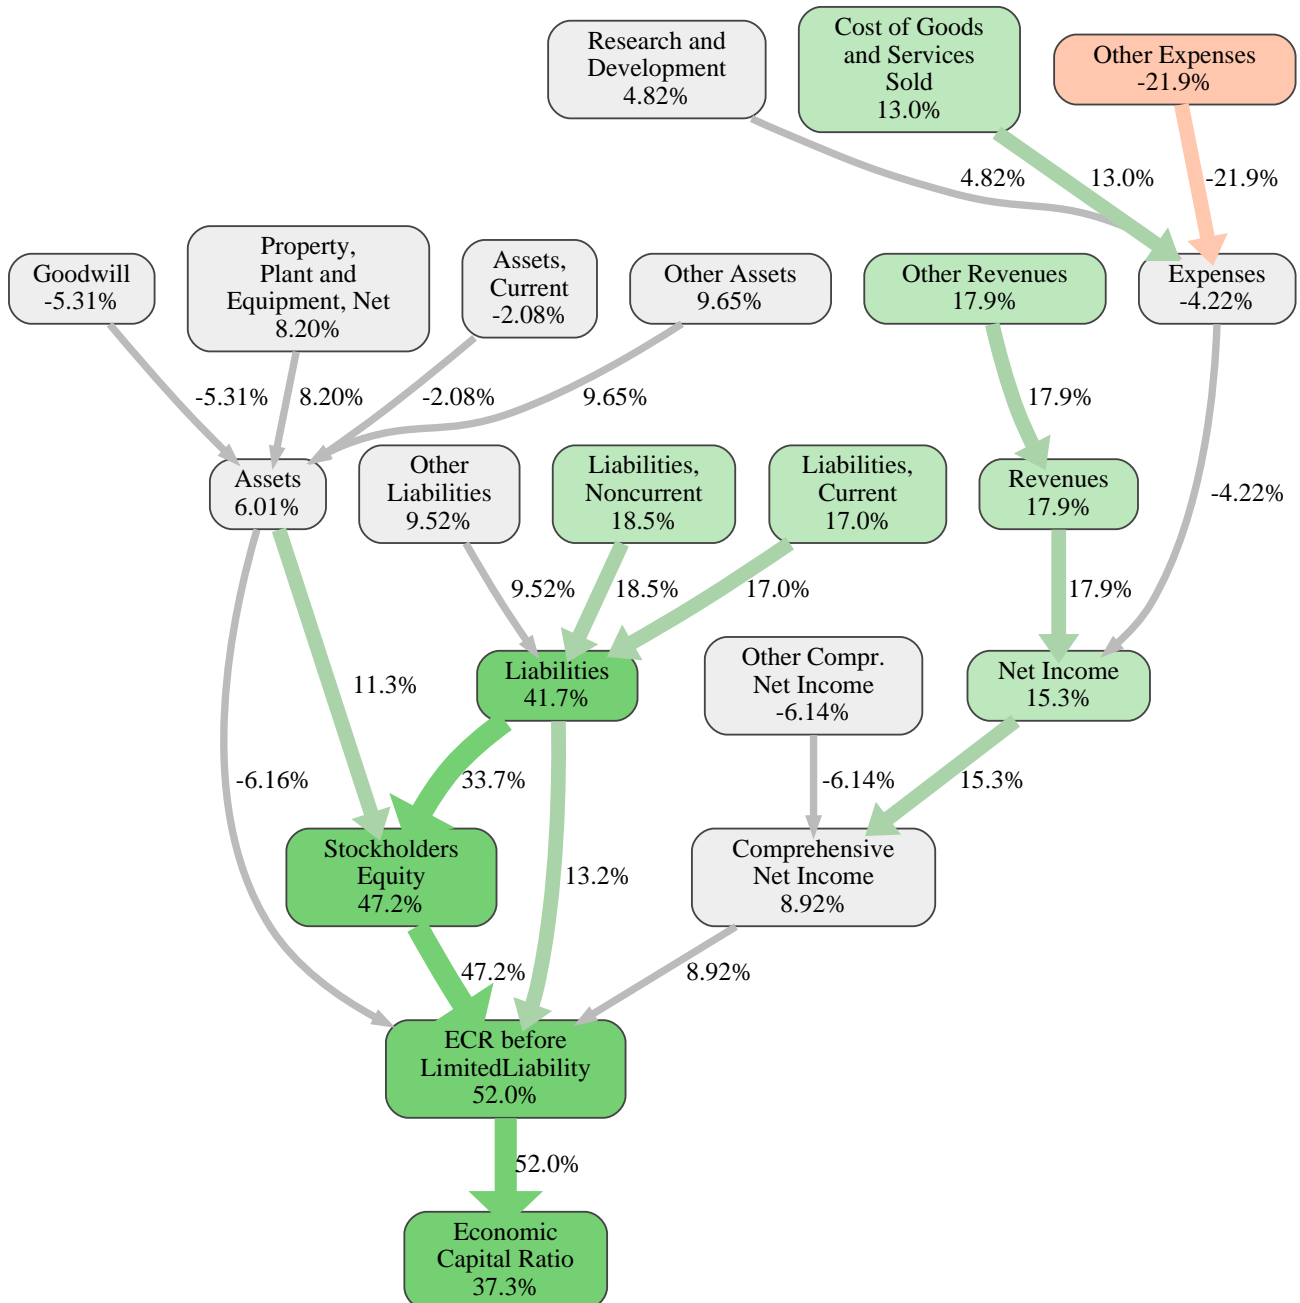 Research and
Development
4.82%
Cost of Goods
and Services
Sold
13.0%
Other Expenses
-21.9%
4.82%
13.0%
-21.9%
Goodwill
-5.31%
Property,
Plant and
Equipment, Net
8.20%
Assets,
Current
-2.08%
Other Assets
9.65%
Other Revenues
17.9%
Expenses
-4.22%
-5.31%
8.20%
-2.08%
9.65%
17.9%
-4.22%
Assets
6.01%
Other
Liabilities
9.52%
Liabilities,
Noncurrent
18.5%
Liabilities,
Current
17.0%
Revenues
17.9%
9.52%
18.5%
17.0%
17.9%
11.3%
Liabilities
41.7%
Other Compr.
Net Income
-6.14%
Net Income
15.3%
-6.16%
33.7%
-6.14%
15.3%
Stockholders
Equity
47.2%
13.2%
Comprehensive
Net Income
8.92%
47.2%
8.92%
ECR before
LimitedLiability
52.0%
52.0%
Economic
Capital Ratio
37.3%